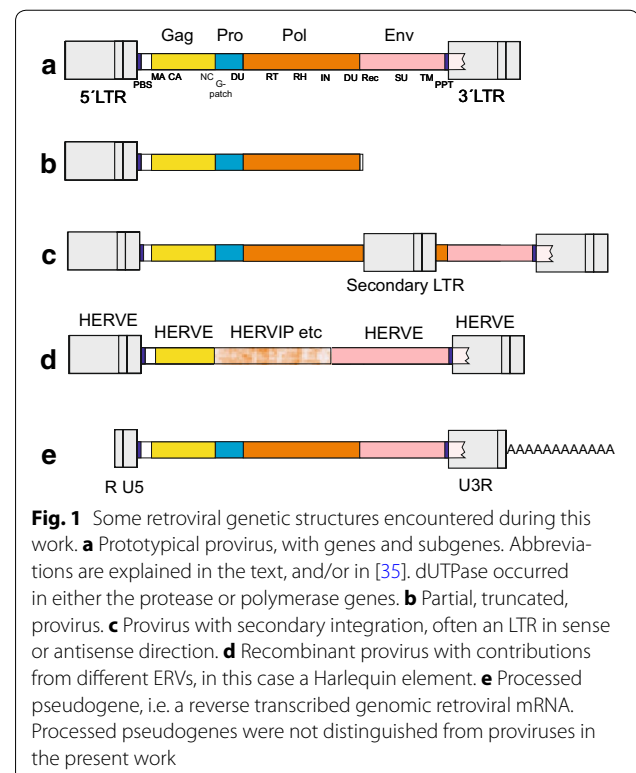 Gag Pro Pol Env
a
MA CA NC DU RT RH IN DU Rec SU TM PPT
PBS G-patch
5´LTR 3´LTR
b
c
Secondary LTR
HERVE HERVE HERVIP etc HERVE HERVE
d
e
AAAAAAAAAAAA
R U5 U3R
Fig. 1 Some retroviral genetic structures encountered during this
work. a Prototypical provirus, with genes and subgenes. Abbrevia-
tions are explained in the text, and/or in [35]. dUTPase occurred
in either the protease or polymerase genes. b Partial, truncated,
provirus. c Provirus with secondary integration, often an LTR in sense
or antisense direction. d Recombinant provirus with contributions
from different ERVs, in this case a Harlequin element. e Processed
pseudogene, i.e. a reverse transcribed genomic retroviral mRNA.
Processed pseudogenes were not distinguished from proviruses in
the present work